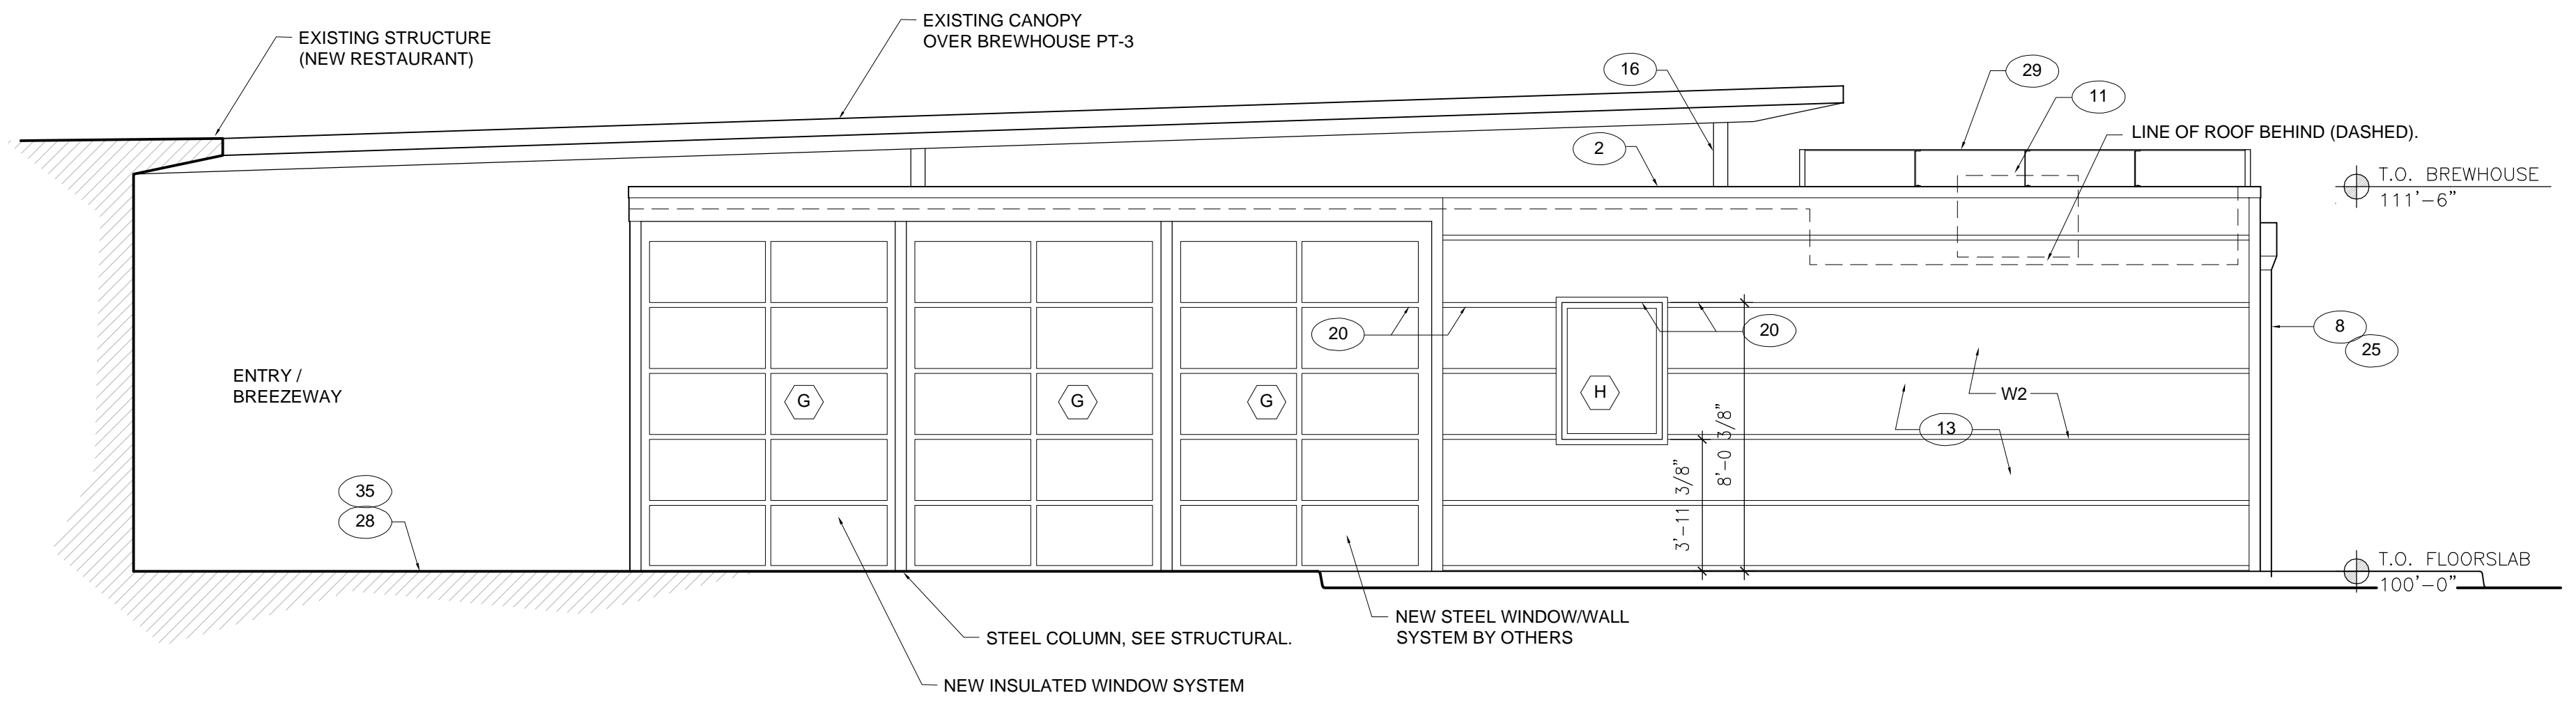 EXISTING STRUCTURE
(NEW RESTAURANT)
EXISTING CANOPY
OVER BREWHOUSE PT-3
16
29
11
LINE OF ROOF BEHIND (DASHED).
2
T.O. BREWHOUSE
111'-6"
20
20
8
25
ENTRY /
BREEZEWAY
G
G
G
H
W2
13
3'-11 3/8"
8'-0 3/8"
35
28
T.O. FLOORSLAB
100'-0"
STEEL COLUMN, SEE STRUCTURAL.
NEW STEEL WINDOW/WALL
SYSTEM BY OTHERS
NEW INSULATED WINDOW SYSTEM